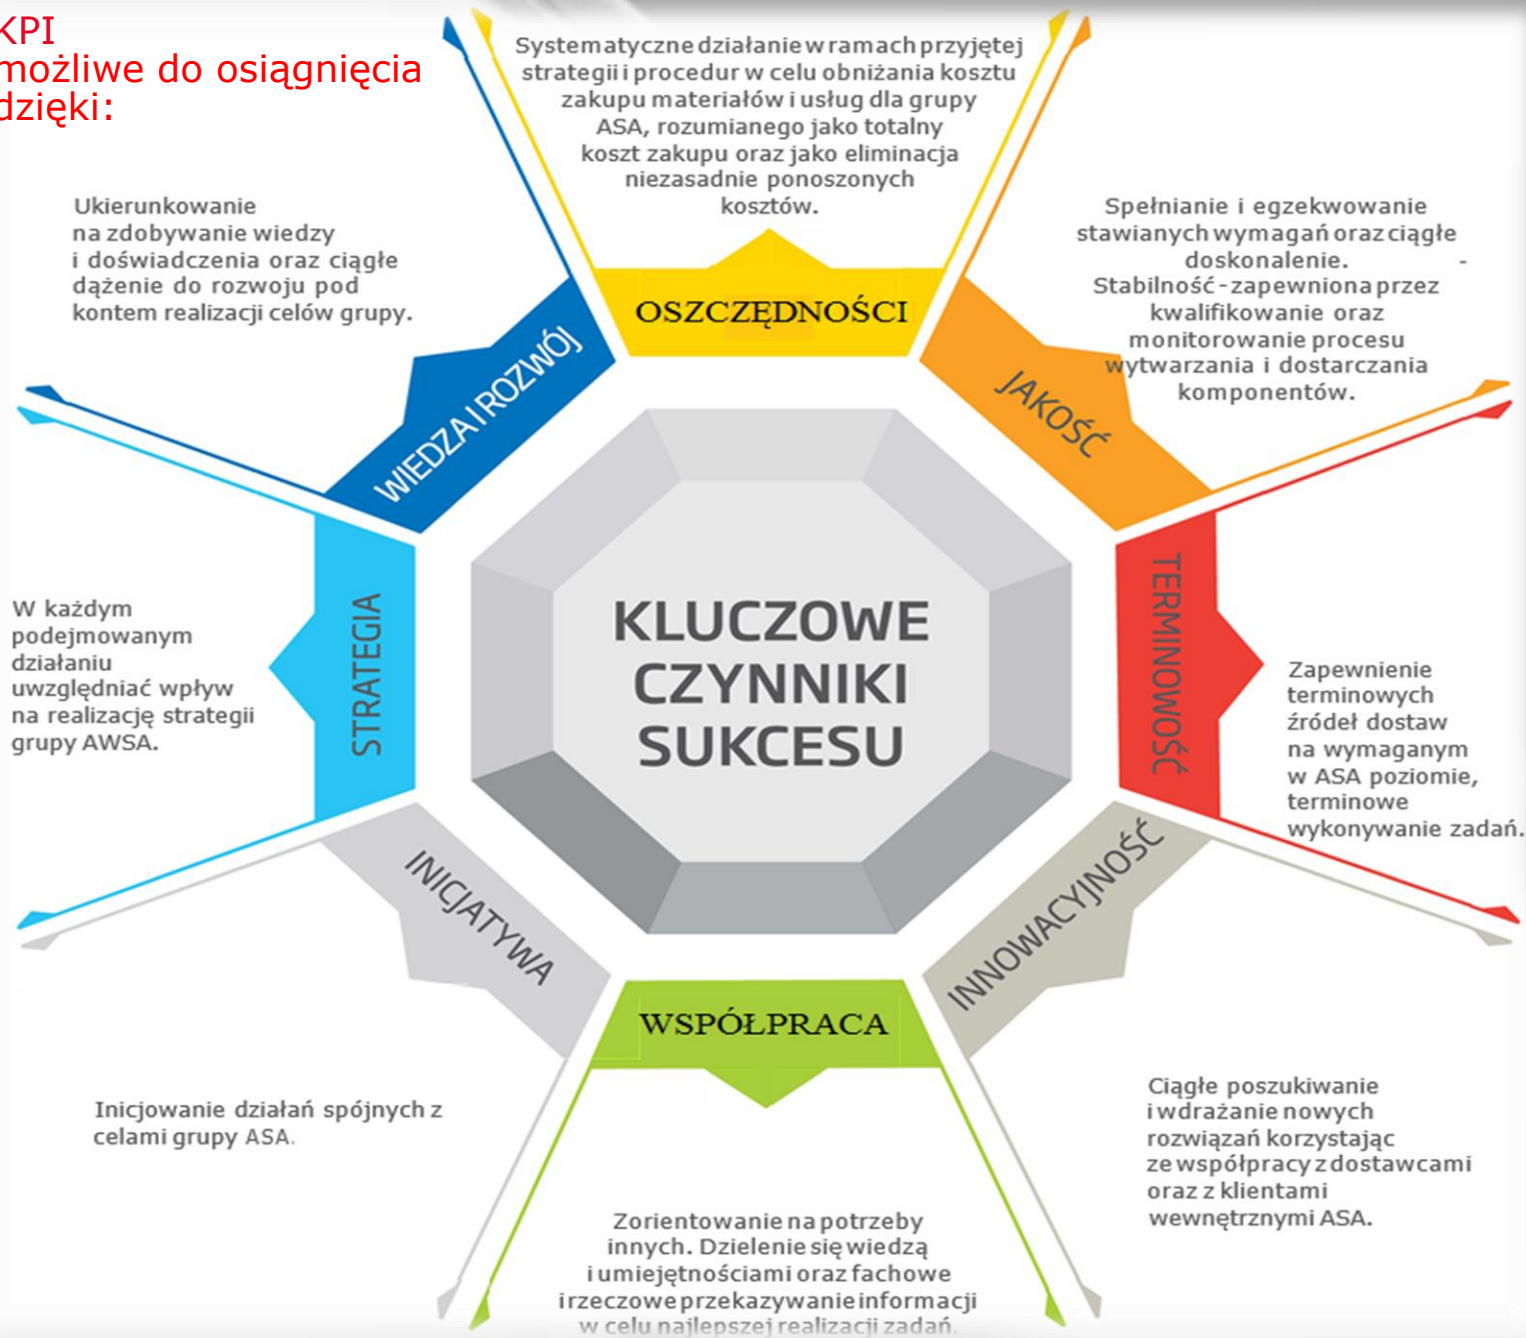 KPI
możliwe do osiągnięcia
dzięki:
Systematyczne działanie w ramach przyjętej
strategii i procedur w celu obniżania kosztu
zakupu materiałów i usług dla grupy
ASA, rozumianego jako totalny
koszt zakupu oraz jako eliminacja
niezasadnie ponoszonych
kosztów.
OSZCZĘDNOŚCI
Spełnianie i egzekwowanie
stawianych wymagań oraz ciągłe
doskonalenie. -
Stabilność - zapewniona przez
kwalifikowanie oraz
monitorowanie procesu
wytwarzania i dostarczania
komponentów.
JAKOŚĆ
TERMINOWOŚĆ
Zapewnienie
terminowych
źródeł dostaw
na wymaganym
w ASA poziomie,
terminowe
wykonywanie zadań.
INNOWACYJNOŚĆ
Ciągłe poszukiwanie
i wdrażanie nowych
rozwiązań korzystając
ze współpracy z dostawcami
oraz z klientami
wewnętrznymi ASA.
WSPÓŁPRACA
Zorientowanie na potrzeby
innych. Dzielenie się wiedzą
i umiejętnościami oraz fachowe
i rzeczowe przekazywanie informacji
w celu najlepszej realizacji zadań.
INICJATYWA
Inicjowanie działań spójnych z
celami grupy ASA.
STRATEGIA
W każdym
podejmowanym
działaniu
uwzględniać wpływ
na realizację strategii
grupy AWSA.
WIEDZA I ROZWÓJ
Ukierunkowanie
na zdobywanie wiedzy
i doświadczenia oraz ciągłe
dążenie do rozwoju pod
kontem realizacji celów grupy.
KLUCZOWE
CZYNNIKI
SUKCESU